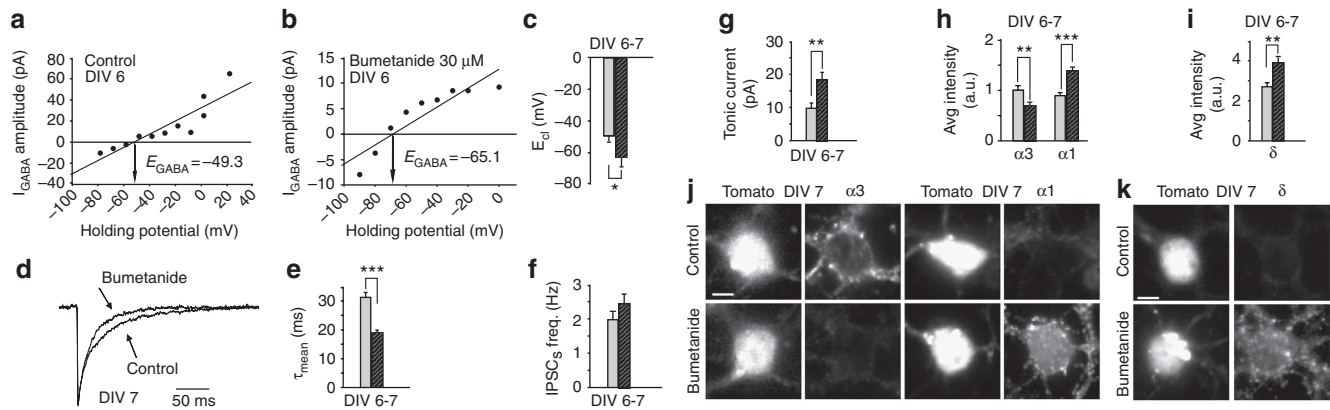 a
Control
DIV 6
I_GABA amplitude (pA)
60
40
20
0
−20
−40
E_GABA = −49.3
−100
−80
−60
−40
−20
0
20
40
Holding potential (mV)
b
Bumetanide 30 µM
DIV 6
I_GABA amplitude (pA)
15
10
5
0
−5
10
E_GABA = −65.1
−100
−80
−60
−40
−20
0
Holding potential (mV)
c
DIV 6-7
E_cl (mV)
0
−20
−40
−60
−80
*
d
Bumetanide
Control
DIV 7
50 ms
e
***
τ_mean (ms)
30
20
10
0
DIV 6-7
f
IPSC_S freq. (Hz)
2
1
0
DIV 6-7
g
Tonic current
(pA)
30
20
10
0
**
DIV 6-7
h
DIV 6-7
Avg intensity
(a.u.)
2
1
0
**
***
α3
α1
i
DIV 6-7
Avg intensity
(a.u.)
4
2
0
**
δ
j
Tomato DIV 7 α3
Tomato DIV 7 α1
Control
Bumetanide
k
Tomato DIV 7 δ
Control
Bumetanide